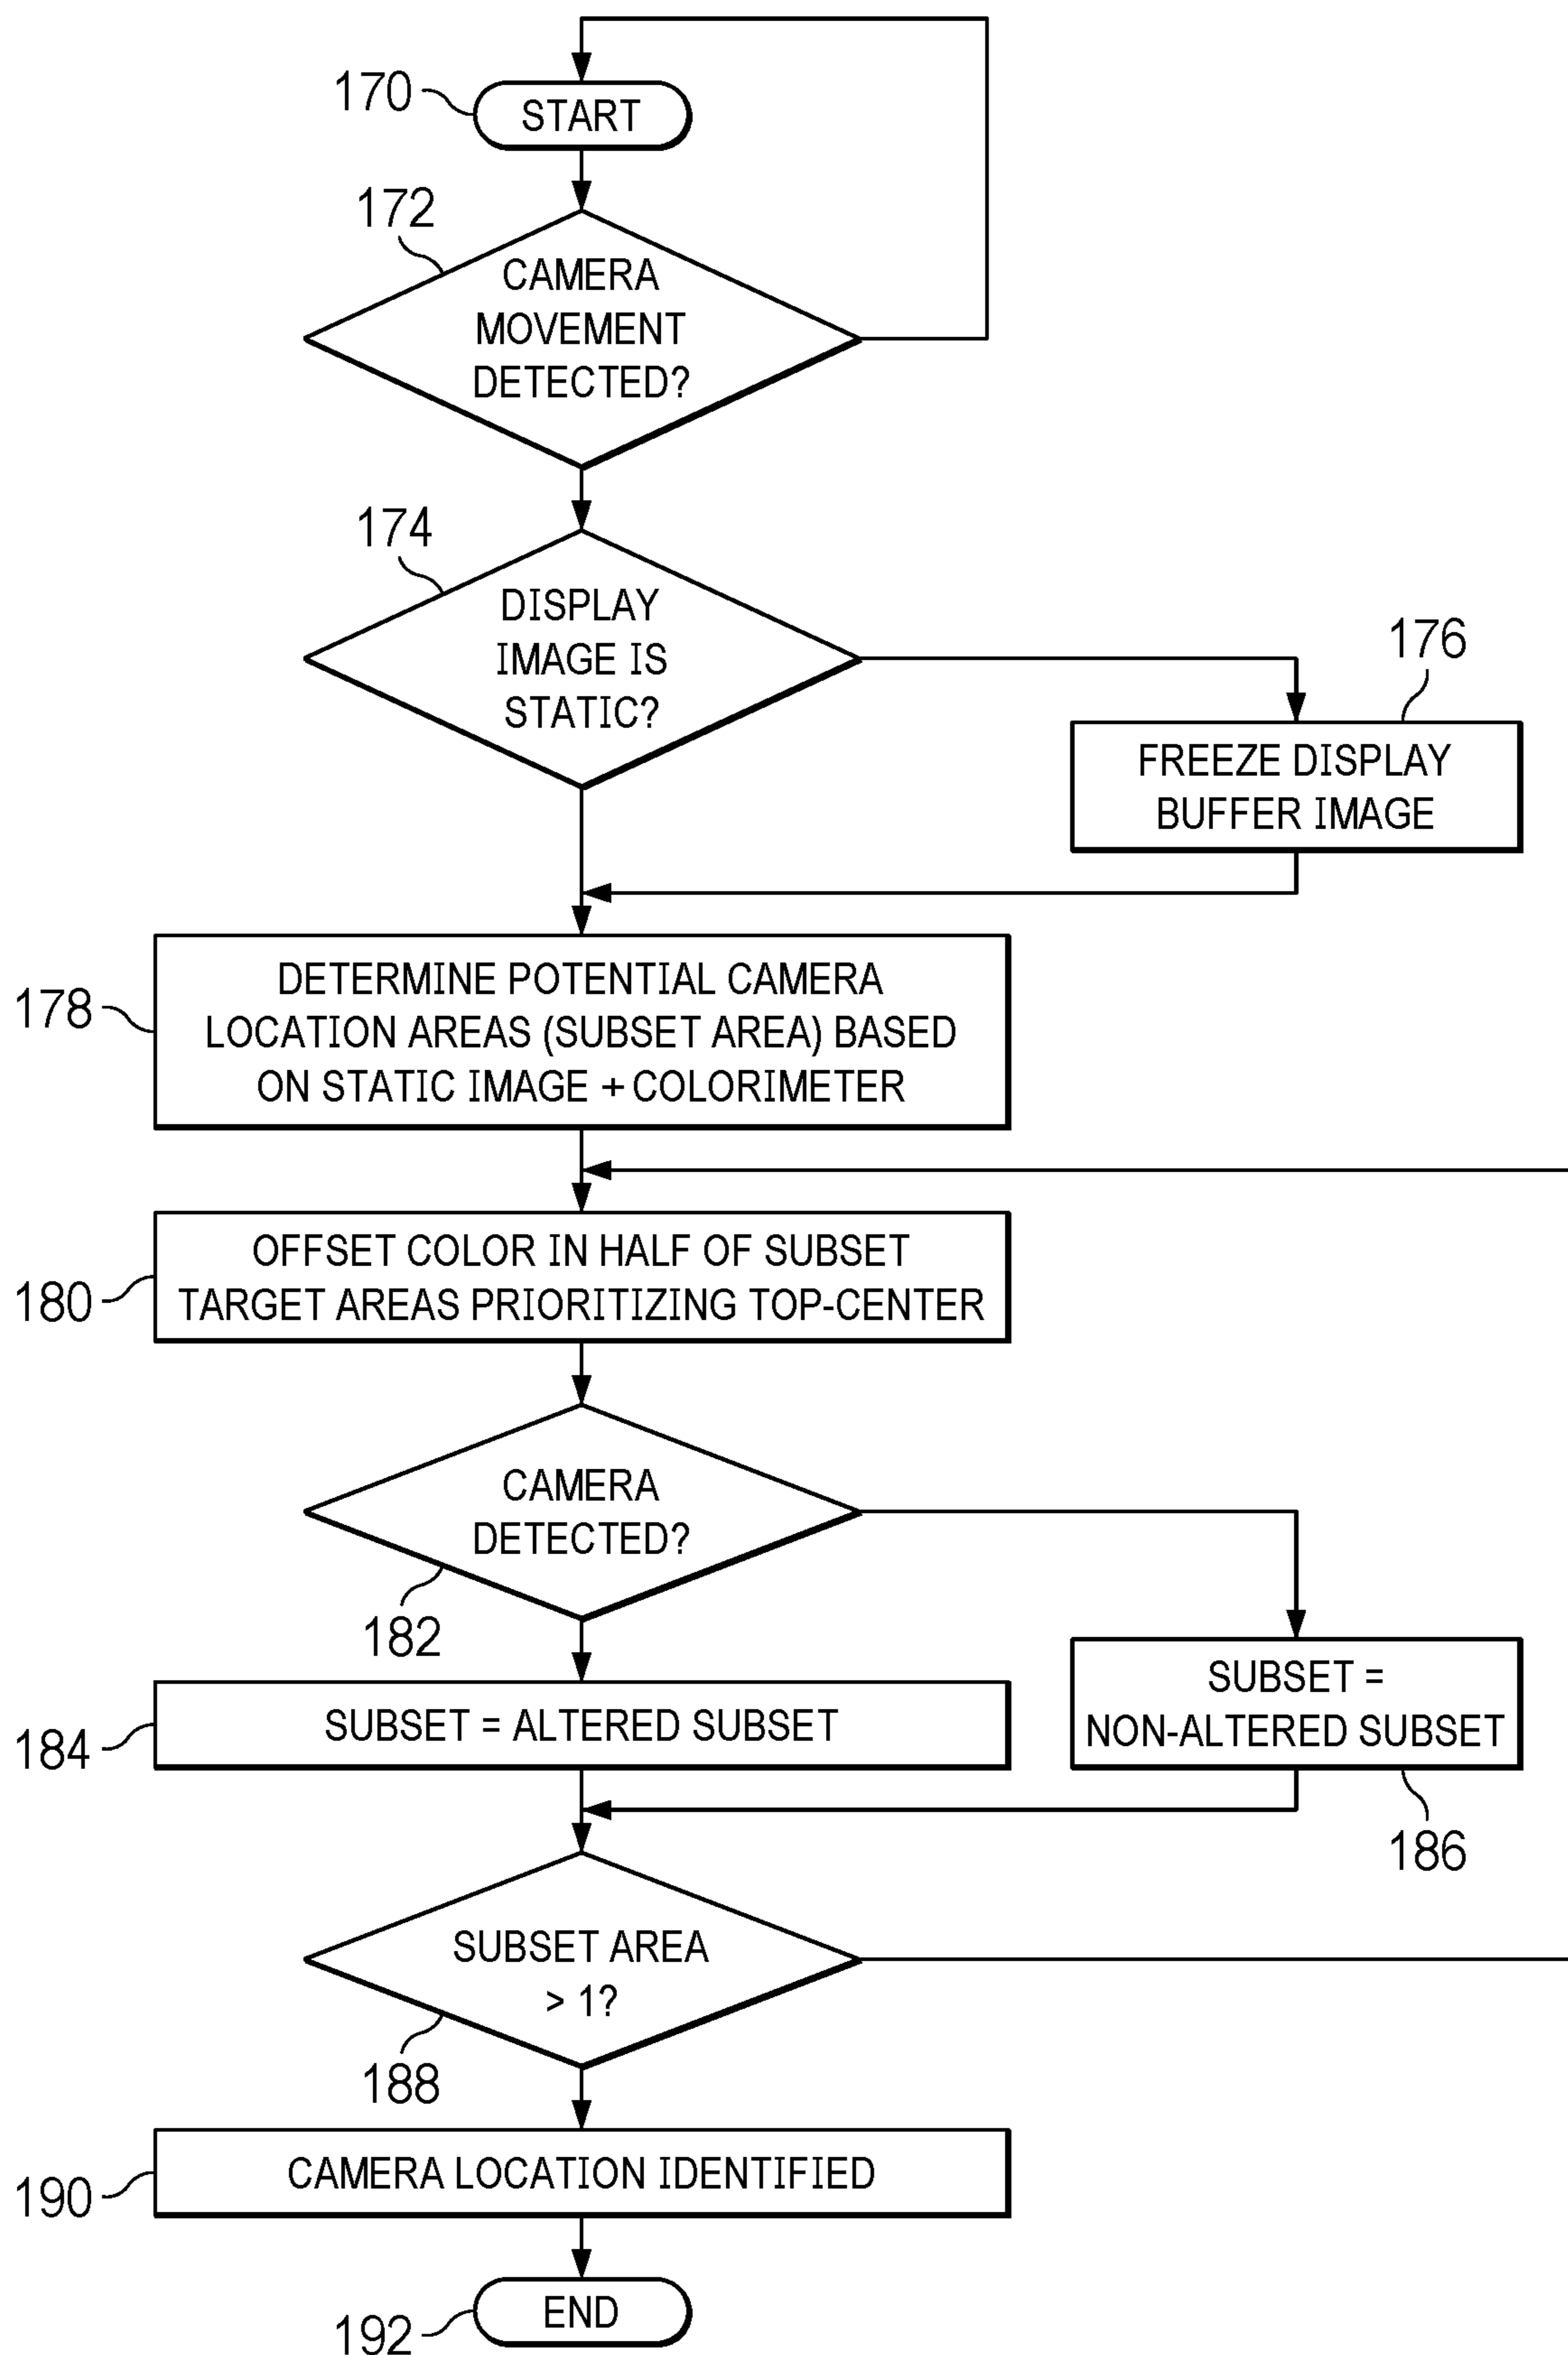 170
START
172
CAMERA
MOVEMENT
DETECTED?
174
DISPLAY
IMAGE IS
STATIC?
176
FREEZE DISPLAY
BUFFER IMAGE
178
DETERMINE POTENTIAL CAMERA
LOCATION AREAS (SUBSET AREA) BASED
ON STATIC IMAGE + COLORIMETER
180
OFFSET COLOR IN HALF OF SUBSET
TARGET AREAS PRIORITIZING TOP-CENTER
CAMERA
DETECTED?
182
184
SUBSET = ALTERED SUBSET
SUBSET =
NON-ALTERED SUBSET
186
SUBSET AREA
> 1?
188
190
CAMERA LOCATION IDENTIFIED
192
END